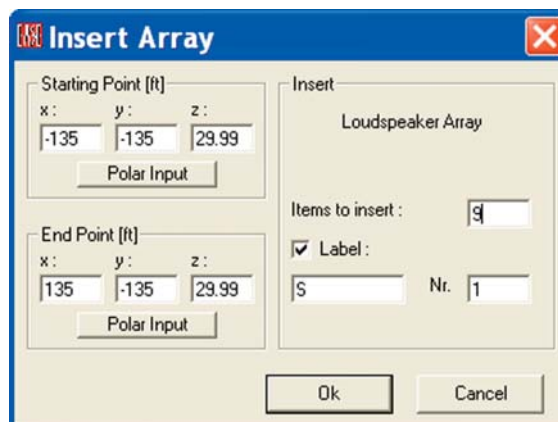 EASE Insert Array
Starting Point [ft]
x : y : z :
-135 -135 29.99
Polar Input
End Point [ft]
x : y : z :
135 -135 29.99
Polar Input
Insert
Loudspeaker Array
Items to insert : 9
Label :
S Nr. 1
Ok Cancel